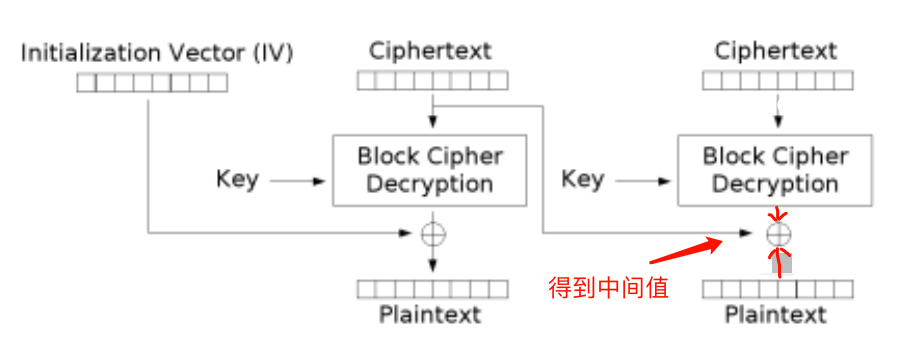 Initialization Vector (IV)
Ciphertext
Ciphertext
Key
Block Cipher
Decryption
Key
Block Cipher
Decryption
得到中间值
Plaintext
Plaintext